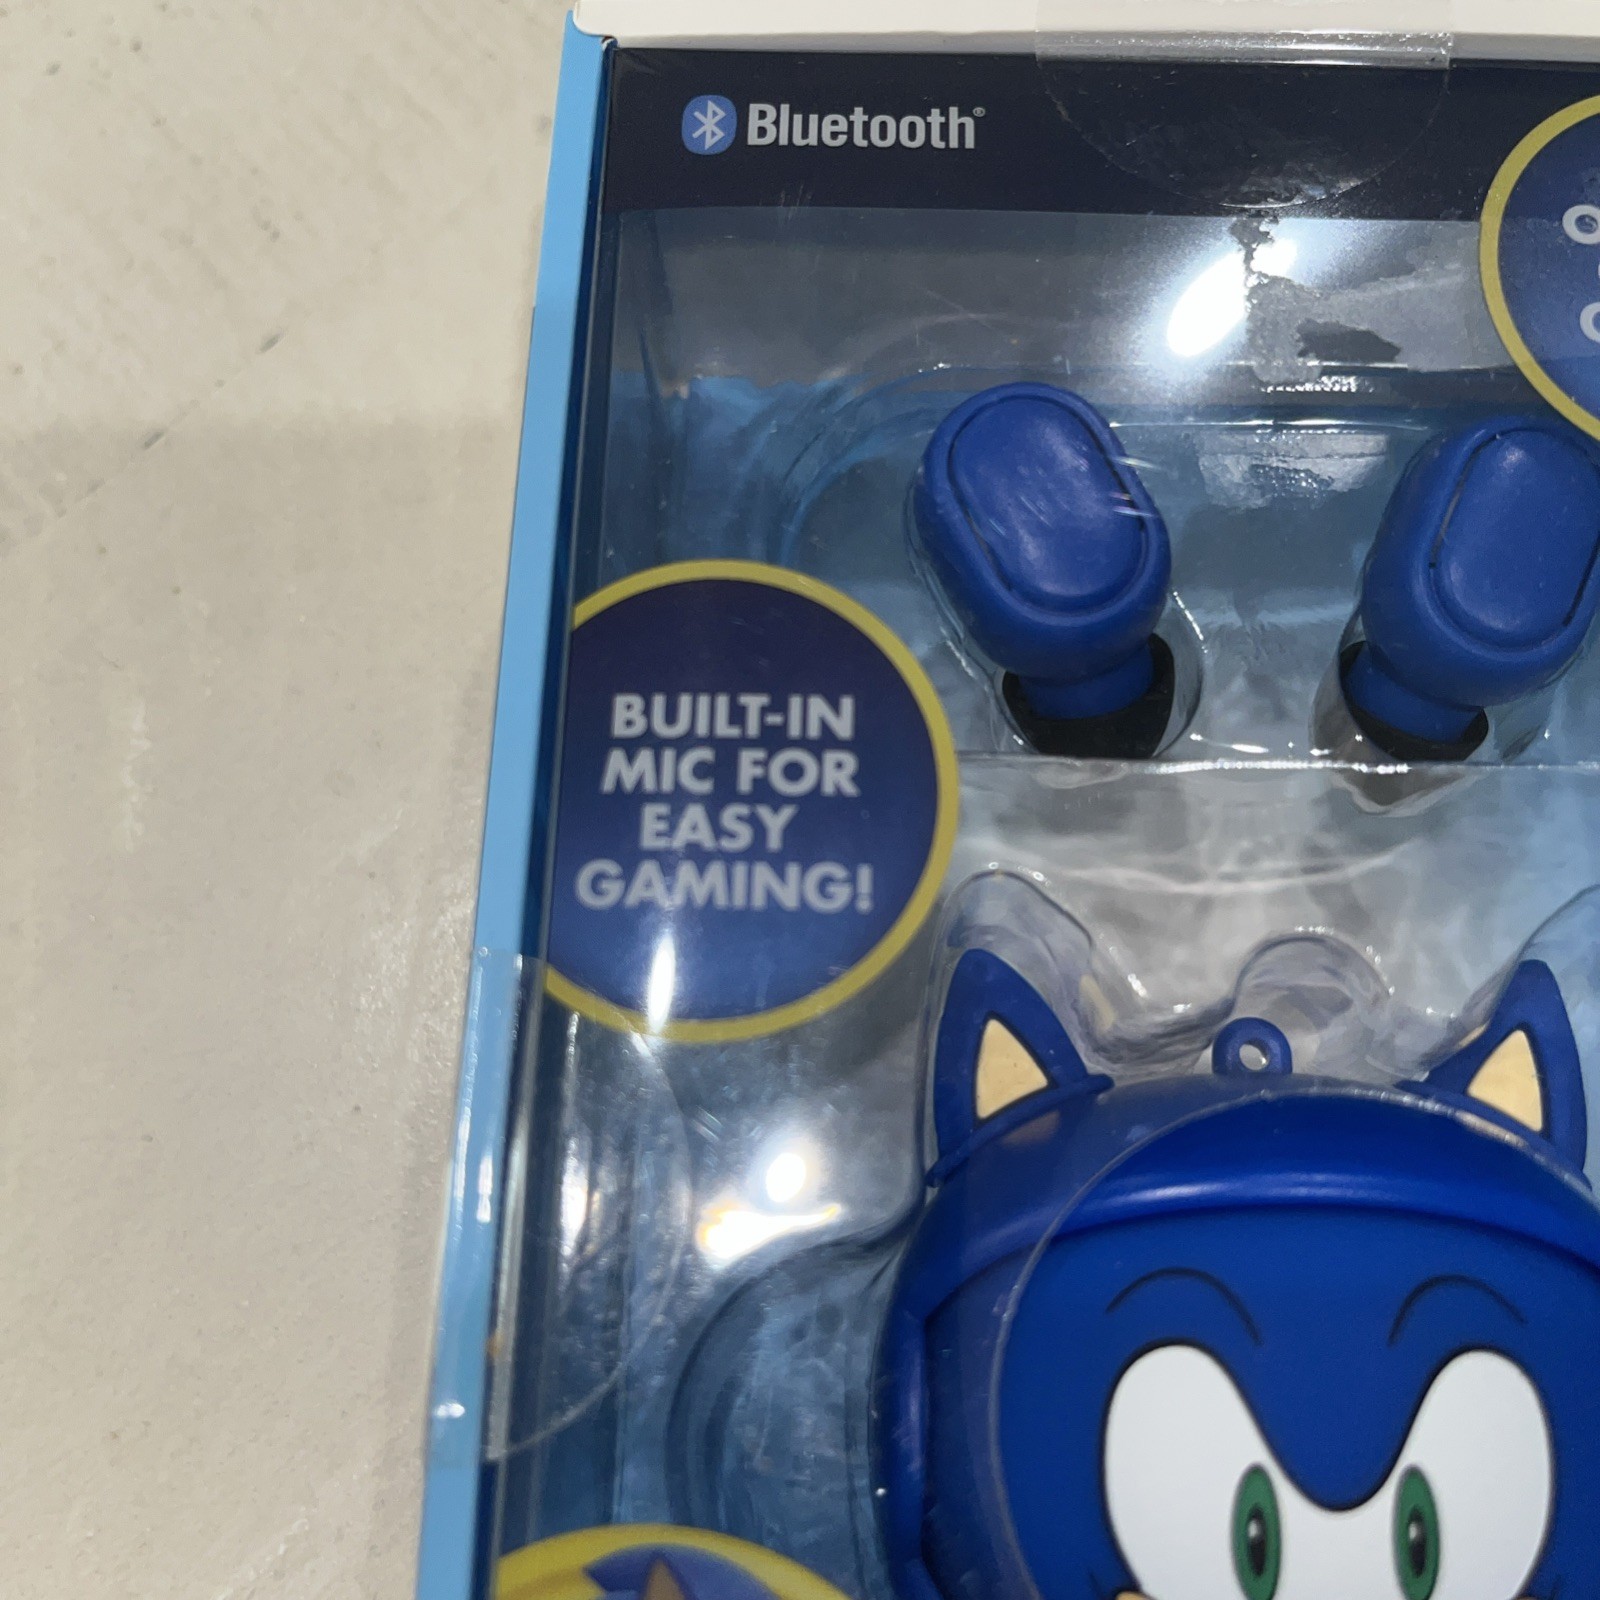 Bluetooth®
BUILT-IN
MIC FOR
EASY
GAMING!